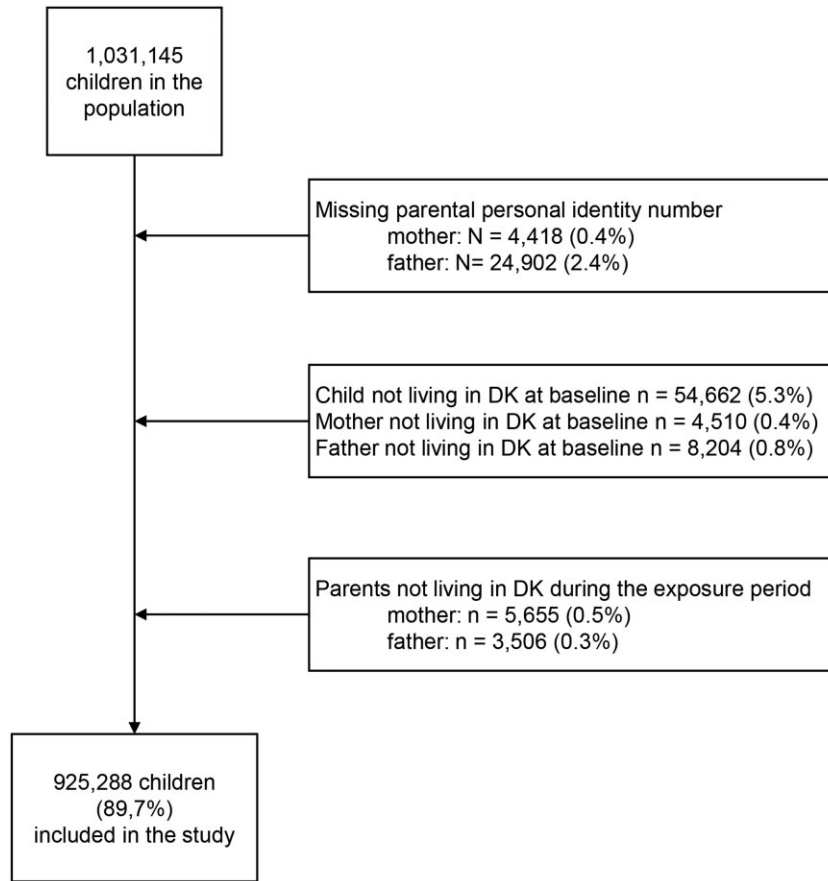 1,031,145
children in the
population
Missing parental personal identity number
mother: N = 4,418 (0.4%)
father: N= 24,902 (2.4%)
Child not living in DK at baseline n = 54,662 (5.3%)
Mother not living in DK at baseline n = 4,510 (0.4%)
Father not living in DK at baseline n = 8,204 (0.8%)
Parents not living in DK during the exposure period
mother: n = 5,655 (0.5%)
father: n = 3,506 (0.3%)
925,288 children
(89,7%)
included in the study